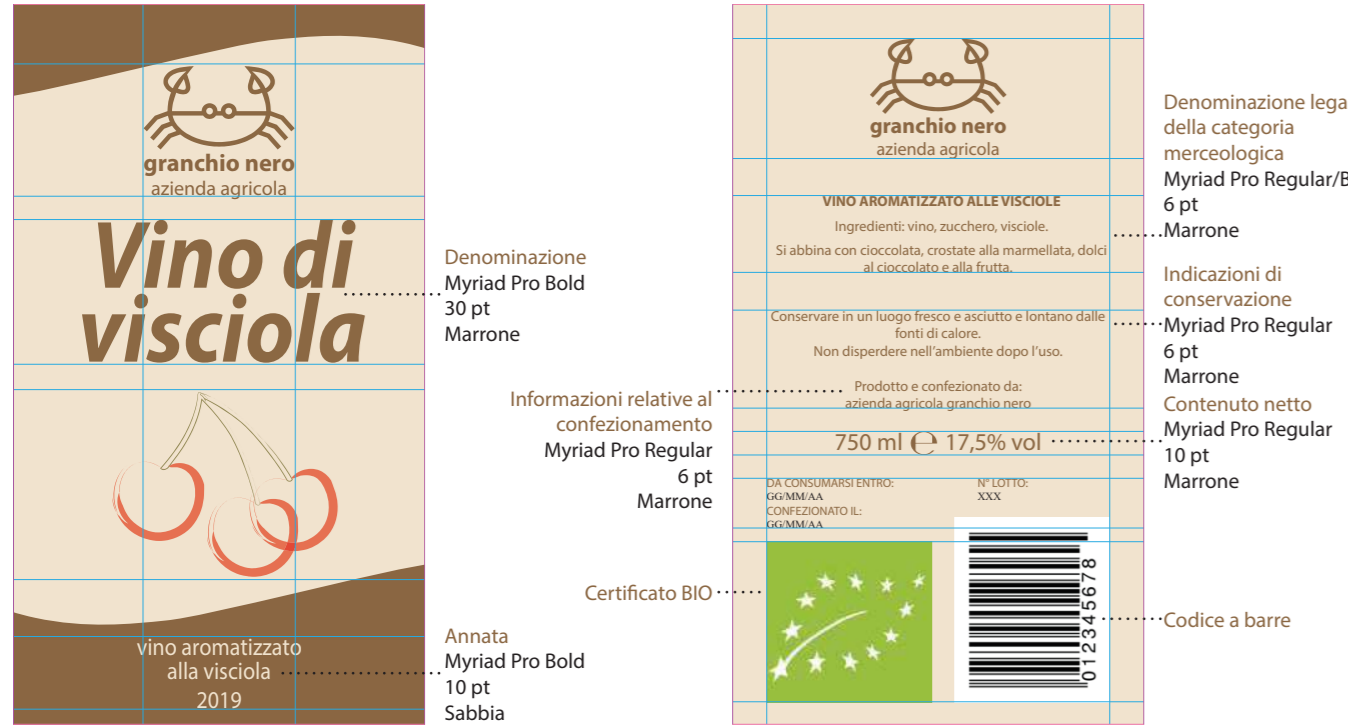 granchio nero
azienda agricola
Vino di
visciola
vino aromatizzato
alla visciola
2019
Denominazione
Myriad Pro Bold
30 pt
Marrone
Informazioni relative al
confezionamento
Myriad Pro Regular
6 pt
Marrone
Certificato BIO
Annata
Myriad Pro Bold
10 pt
Sabbia
granchio nero
azienda agricola
VINO AROMATIZZATO ALLE VISCIOLE
Ingredienti: vino, zucchero, visciole.
Si abbina con cioccolata, crostate alla marmellata, dolci
al cioccolato e alla frutta.
Conservare in un luogo fresco e asciutto e lontano dalle
fonti di calore.
Non disperdere nell'ambiente dopo l'uso.
Prodotto e confezionato da:
azienda agricola granchio nero
750 ml ℮ 17,5% vol
DA CONSUMARSI ENTRO:
GG/MM/AA
CONFEZIONATO IL:
GG/MM/AA
N° LOTTO:
XXX
012345678
Denominazione lega
della categoria
merceologica
Myriad Pro Regular/B
6 pt
Marrone
Indicazioni di
conservazione
Myriad Pro Regular
6 pt
Marrone
Contenuto netto
Myriad Pro Regular
10 pt
Marrone
Codice a barre